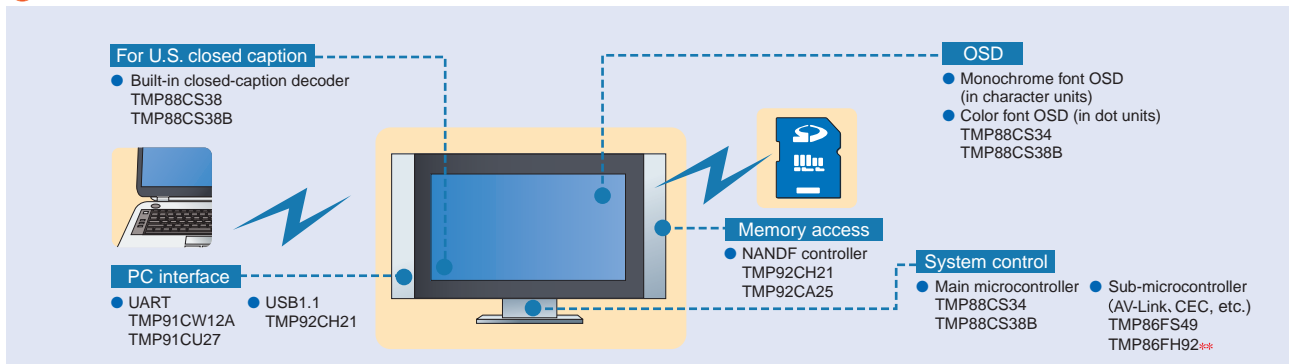 For U.S. closed caption
● Built-in closed-caption decoder
TMP88CS38
TMP88CS38B
OSD
● Monochrome font OSD
(in character units)
● Color font OSD (in dot units)
TMP88CS34
TMP88CS38B
PC interface
● UART
TMP91CW12A
TMP91CU27
● USB1.1
TMP92CH21
Memory access
● NANDF controller
TMP92CH21
TMP92CA25
System control
● Main microcontroller
TMP88CS34
TMP88CS38B
● Sub-microcontroller
(AV-Link、CEC, etc.)
TMP86FS49
TMP86FH92**